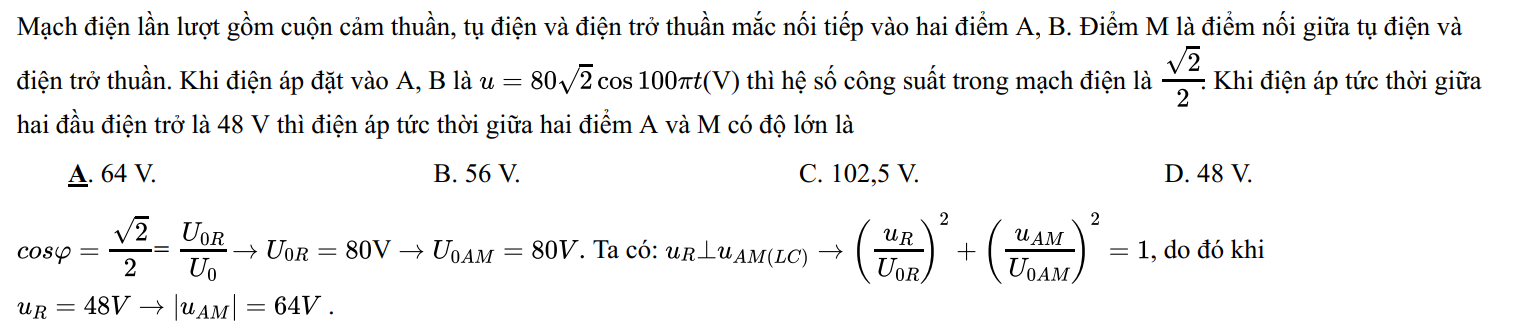 Mạch điện lần lượt gồm cuộn cảm thuần, tụ điện và điện trở thuần mắc nối tiếp vào hai điểm A, B. Điểm M là điểm nối giữa tụ điện và
điện trở thuần. Khi điện áp đặt vào A, B là $u = 80\sqrt{2}\cos 100\pi t$(V) thì hệ số công suất trong mạch điện là $\frac{\sqrt{2}}{2}$. Khi điện áp tức thời giữa
hai đầu điện trở là 48 V thì điện áp tức thời giữa hai điểm A và M có độ lớn là
A. 64 V. B. 56 V. C. 102,5 V. D. 48 V.
$cos\varphi = \frac{\sqrt{2}}{2} = \frac{U_{0R}}{U_0} \rightarrow U_{0R} = 80\text{V} \rightarrow U_{0AM} = 80V$. Ta có: $u_R \perp u_{AM(LC)} \rightarrow \left(\frac{u_R}{U_{0R}}\right)^2 + \left(\frac{u_{AM}}{U_{0AM}}\right)^2 = 1$, do đó khi
$u_R = 48V \rightarrow |u_{AM}| = 64V$ .